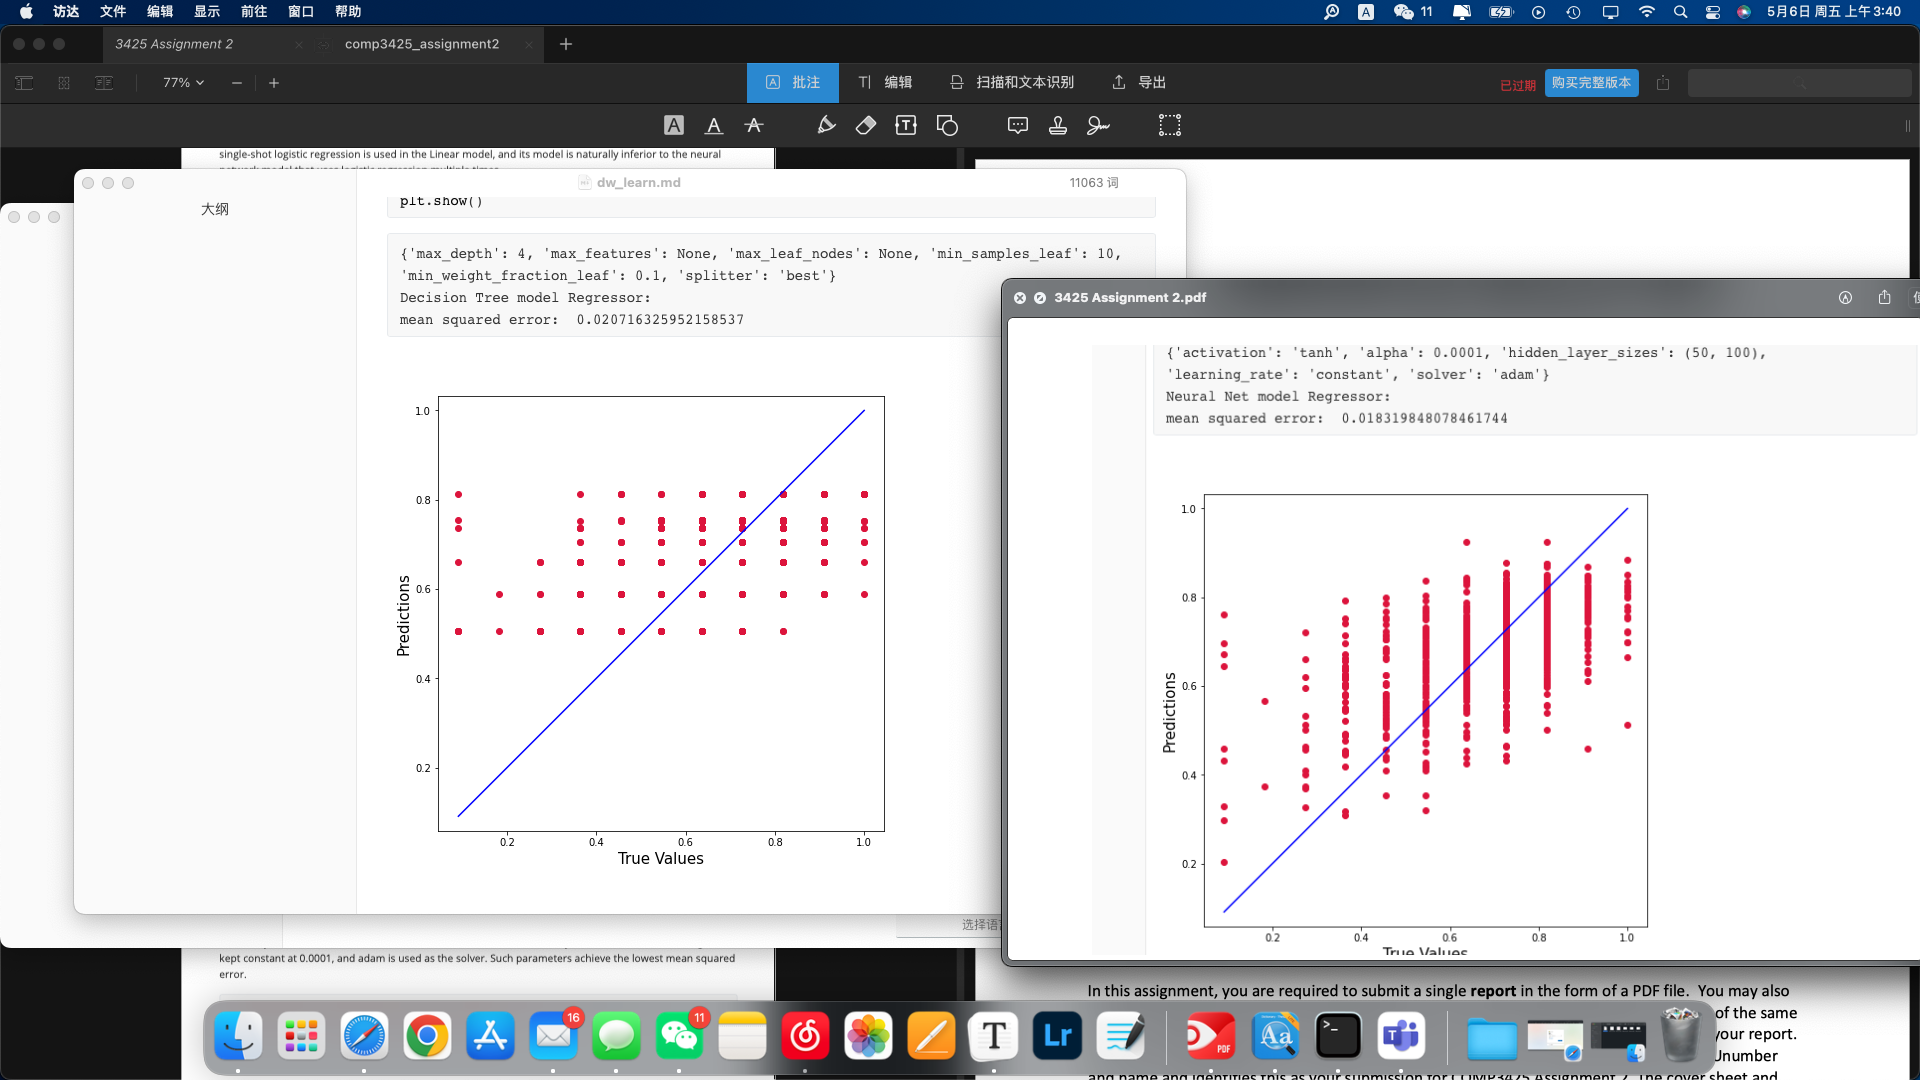 访达 文件 编辑 显示 前往 窗口 帮助
A 11 5月6日 周五 上午 3:40
3425 Assignment 2
comp3425_assignment2
77%
批注
编辑
扫描和文本识别
导出
已过期
购买完整版本
single-shot logistic regression is used in the Linear model, and its model is naturally inferior to the neural
dw_learn.md
11063 词
大纲
plt.show()
{'max_depth': 4, 'max_features': None, 'max_leaf_nodes': None, 'min_samples_leaf': 10,
'min_weight_fraction_leaf': 0.1, 'splitter': 'best'}
Decision Tree model Regressor:
mean squared error:  0.020716325952158537
1.0
0.8
0.6
0.4
0.2
Predictions
0.2 0.4 0.6 0.8 1.0
True Values
选择语
3425 Assignment 2.pdf
{'activation': 'tanh', 'alpha': 0.0001, 'hidden_layer_sizes': (50, 100),
'learning_rate': 'constant', 'solver': 'adam'}
Neural Net model Regressor:
mean squared error:  0.018319848078461744
1.0
0.8
0.6
0.4
0.2
Predictions
0.2 0.4 0.6 0.8 1.0
True Values
kept constant at 0.0001, and adam is used as the solver. Such parameters achieve the lowest mean squared
error.
In this assignment, you are required to submit a single report in the form of a PDF file. You may also
of the same
your report.
Unumber
and name and identifies this as your submission for COMP3425 Assignment 2. The cover sheet and
16
11
T
Lr
PDF
Aa
>_
T